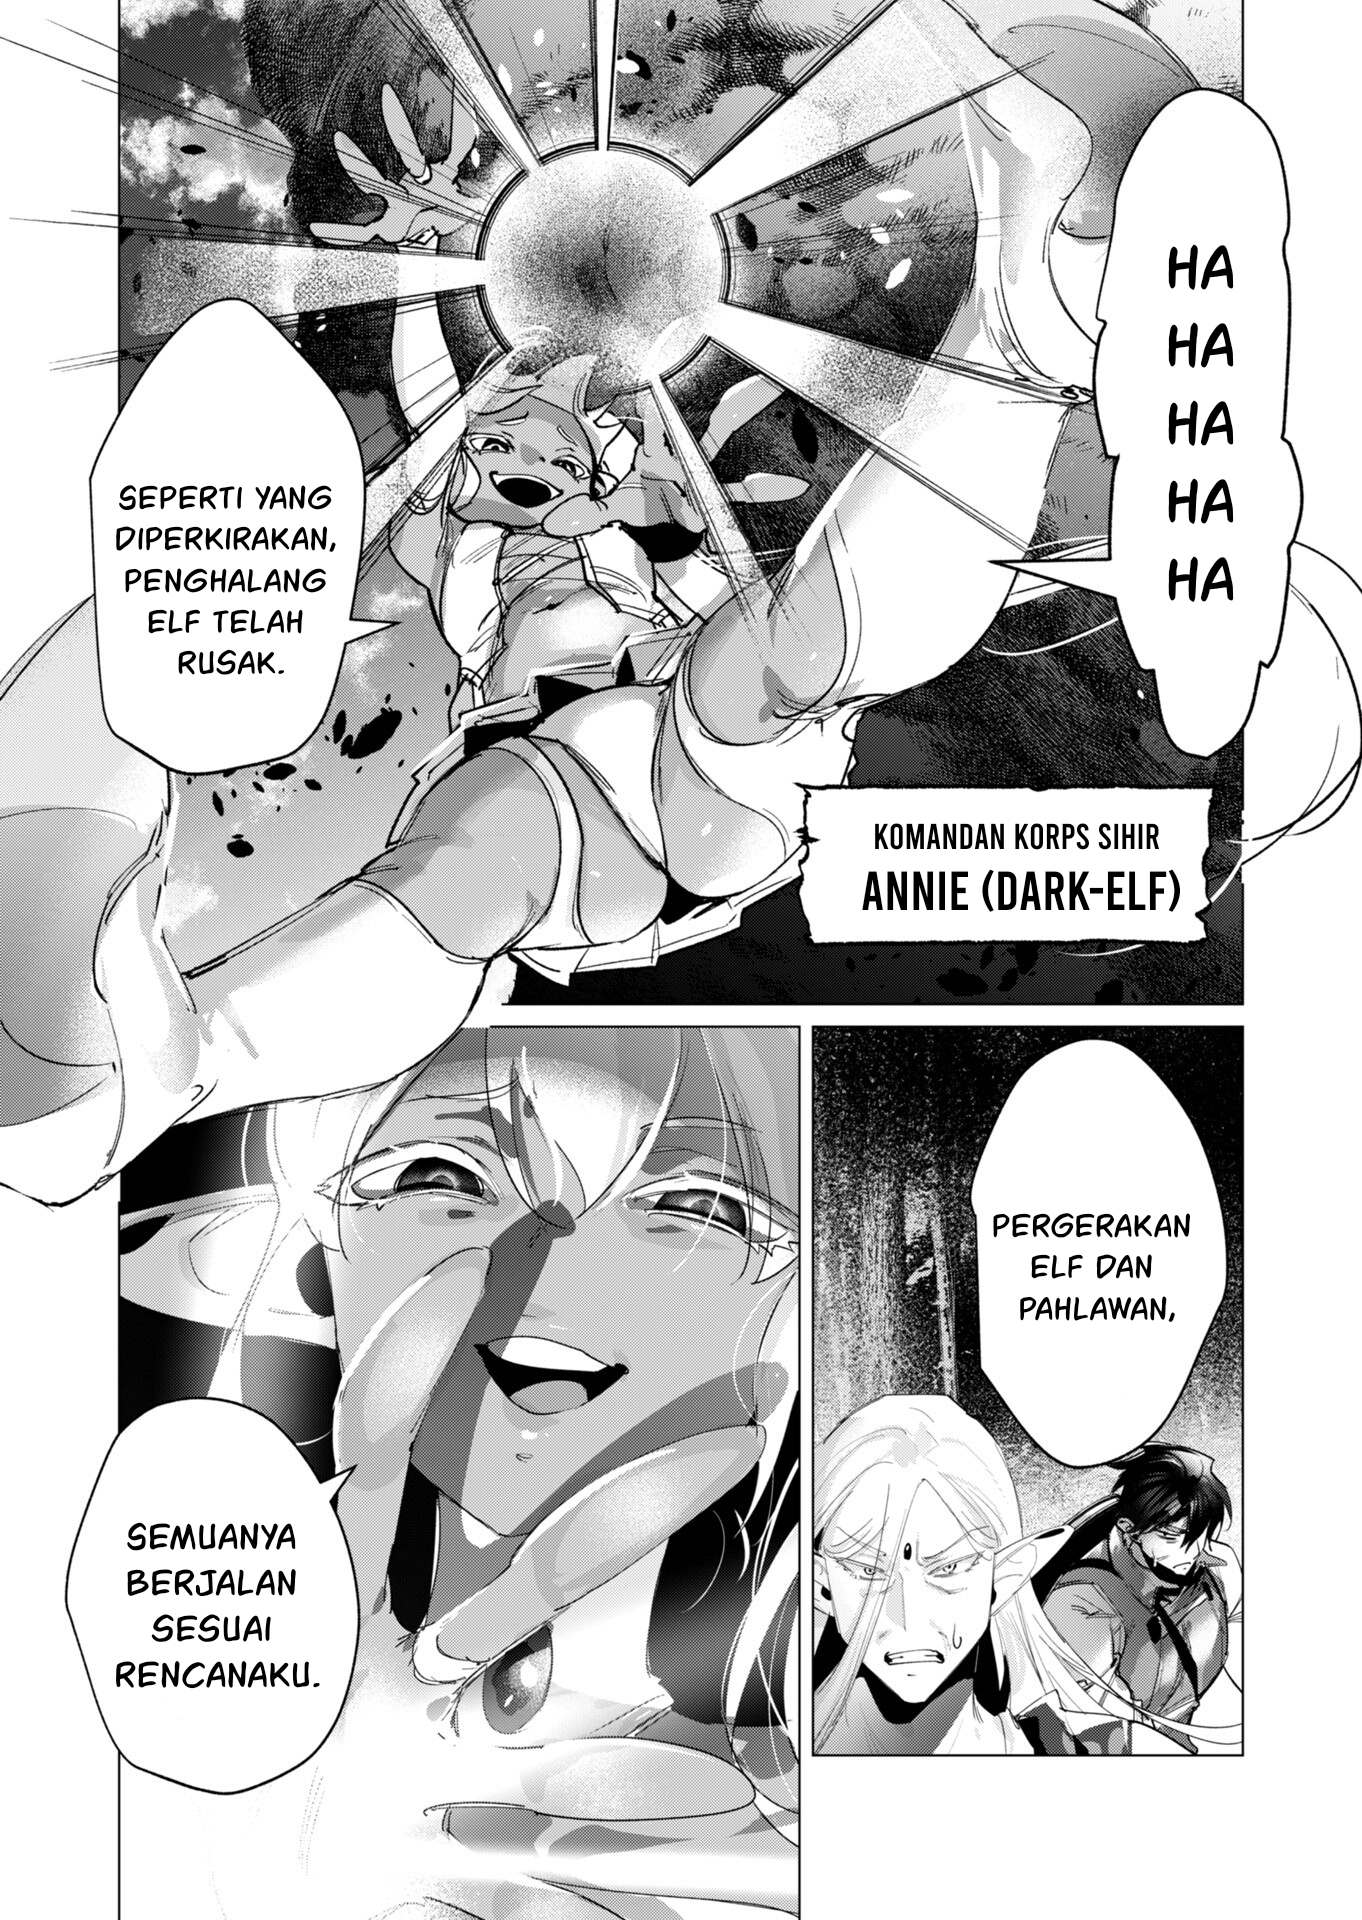 HA
HA
HA
HA
HA
SEPERTI YANG
DIPERKIRAKAN,
PENGHALANG
ELF TELAH
RUSAK.
KOMANDAN KORPS SIHIR
ANNIE (DARK-ELF)
PERGERAKAN
ELF DAN
PAHLAWAN,
SEMUANYA
BERJALAN
SESUAI
RENCANAKU.